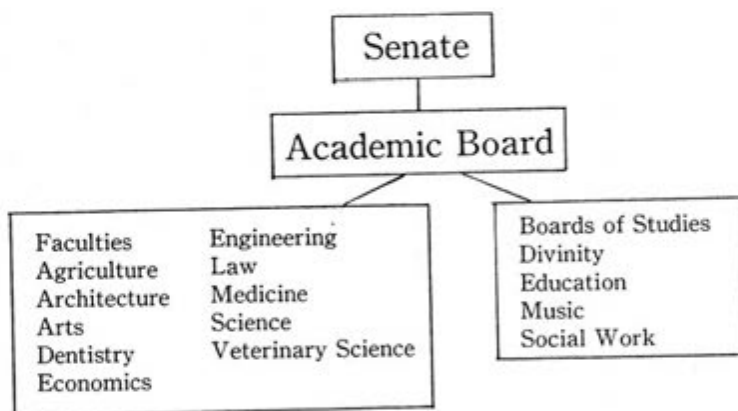 Senate
Academic Board
Faculties
Agriculture
Architecture
Arts
Dentistry
Economics
Engineering
Law
Medicine
Science
Veterinary Science
Boards of Studies
Divinity
Education
Music
Social Work